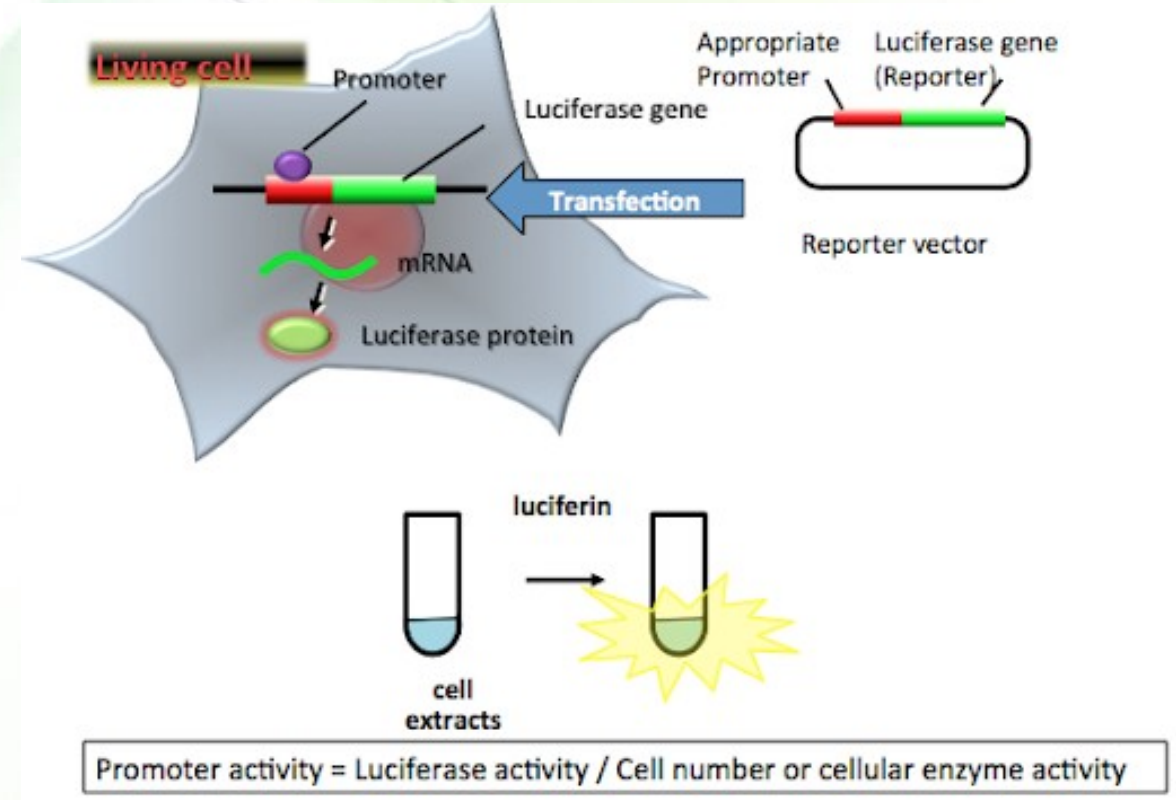 Living cell
Promoter
Luciferase gene
Appropriate
Promoter
Luciferase gene
(Reporter)
Transfection
Reporter vector
mRNA
Luciferase protein
luciferin
cell
extracts
Promoter activity = Luciferase activity / Cell number or cellular enzyme activity